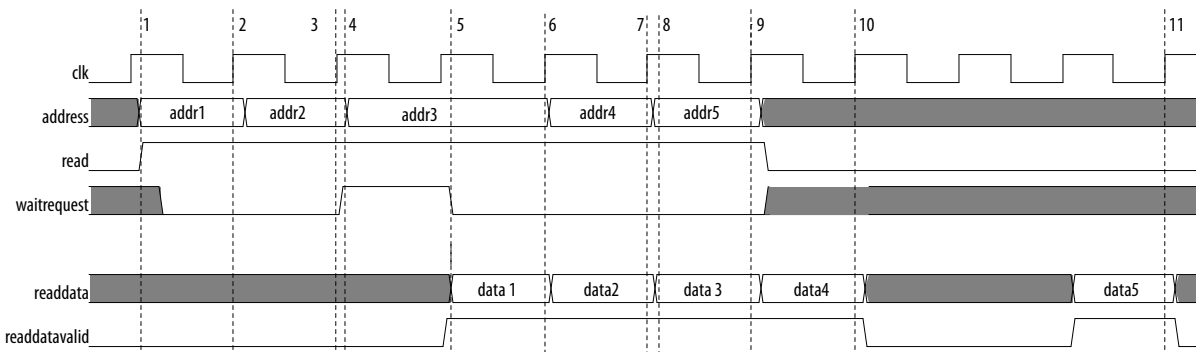 1 2 3 4 5 6 7 8 9 10 11
clk
address addr1 addr2 addr3 addr4 addr5
read
waitrequest
readdata data 1 data2 data 3 data4 data5
readdatavalid